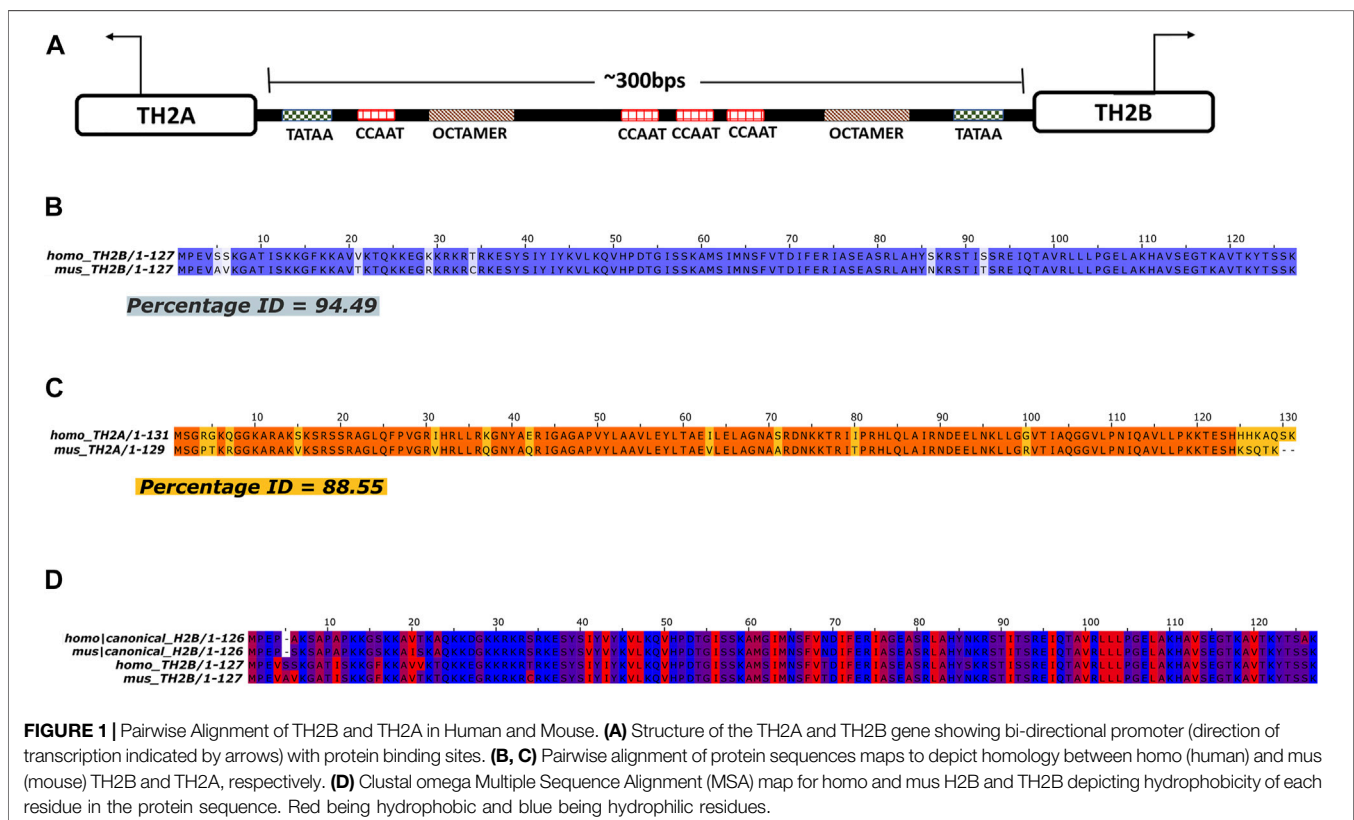 A
~300bps
TH2A
TH2B
TATAA CCAAT OCTAMER CCAAT CCAAT CCAAT OCTAMER TATAA
B
10 20 30 40 50 60 70 80 90 100 110 120
homo_TH2B/1-127 MPEVSSKGATISKKGFKKAVVKTQKKEGKKRKRTRKESYSIYIYKVLKQVHPDTGISSKAMSIMNSFVTDIFERIASEASRLAHYSKRSTISSREIQTAVRLLLPGELAKHAVSEGTKAVTKYTSSK
mus_TH2B/1-127 MPEVAVKGATISKKGFKKAVTKTQKKEGRKRKRCRKESYSIYIYKVLKQVHPDTGISSKAMSIMNSFVTDIFERIASEASRLAHYNKRSTITSREIQTAVRLLLPGELAKHAVSEGTKAVTKYTSSK
Percentage ID = 94.49
C
10 20 30 40 50 60 70 80 90 100 110 120 130
homo_TH2A/1-131 MSGRGKQGGKARAKSKSRSSRAGLQFPVGRIHRLLRKGNYAERIGAGAPVYLAAVLEYLTAEILELAGNASRDNKKTRIIPRHLQLAIRNDEELNKLLGGVTIAQGGVLPNIQAVLLPKKTESHHHKAQSK
mus_TH2A/1-129 MSGPTKRGGKARAKVKSRSSRAGLQFPVGRVHRLLRQGNYAQRIGAGAPVYLAAVLEYLTAEVLELAGNAARDNKKTRITPRHLQLAIRNDEELNKLLGRVTIAQGGVLPNIQAVLLPKKTESHKSQTK--
Percentage ID = 88.55
D
10 20 30 40 50 60 70 80 90 100 110 120
homo|canonical_H2B/1-126 MPEP-AKSAPAPKKGSKKAVTKAQKKDGKKRKRSRKESYSIYVYKVLKQVHPDTGISSKAMGIMNSFVNDIFERIAGEASRLAHYNKRSTITSREIQTAVRLLLPGELAKHAVSEGTKAVTKYTSAK
mus|canonical_H2B/1-126 MPEP-SKSAPAPKKGSKKAISKAQKKDGKKRKRSRKESYSVYVYKVLKQVHPDTGISSKAMGIMNSFVNDIFERIAGEASRLAHYNKRSTITSREIQTAVRLLLPGELAKHAVSEGTKAVTKYTSSK
homo_TH2B/1-127 MPEVSSKGATISKKGFKKAVVKTQKKEGKKRKRTRKESYSIYIYKVLKQVHPDTGISSKAMSIMNSFVTDIFERIASEASRLAHYSKRSTISSREIQTAVRLLLPGELAKHAVSEGTKAVTKYTSSK
mus_TH2B/1-127 MPEVAVKGATISKKGFKKAVTKTQKKEGRKRKRCRKESYSIYIYKVLKQVHPDTGISSKAMSIMNSFVTDIFERIASEASRLAHYNKRSTITSREIQTAVRLLLPGELAKHAVSEGTKAVTKYTSSK
FIGURE 1 | Pairwise Alignment of TH2B and TH2A in Human and Mouse. (A) Structure of the TH2A and TH2B gene showing bi-directional promoter (direction of
transcription indicated by arrows) with protein binding sites. (B, C) Pairwise alignment of protein sequences maps to depict homology between homo (human) and mus
(mouse) TH2B and TH2A, respectively. (D) Clustal omega Multiple Sequence Alignment (MSA) map for homo and mus H2B and TH2B depicting hydrophobicity of each
residue in the protein sequence. Red being hydrophobic and blue being hydrophilic residues.